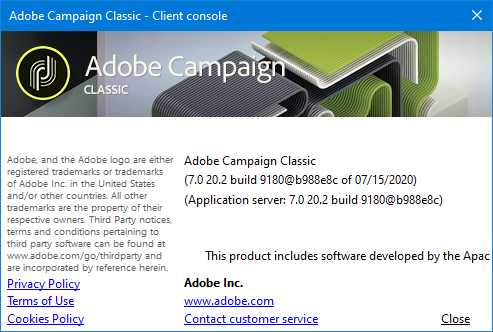 Adobe Campaign Classic - Client console
Adobe Campaign
CLASSIC
Adobe, and the Adobe logo are either
registered trademarks or trademarks
of Adobe Inc. in the United States
and/or other countries. All other
trademarks are the property of their
respective owners. Third Party notices,
terms and conditions pertaining to
third party software can be found at
www.adobe.com/go/thirdparty and
are incorporated by reference herein.
Privacy Policy
Terms of Use
Cookies Policy
Adobe Campaign Classic
(7.0 20.2 build 9180@b988e8c of 07/15/2020)
(Application server: 7.0 20.2 build 9180@b988e8c)
This product includes software developed by the Apac
Adobe Inc.
www.adobe.com
Contact customer service
Close